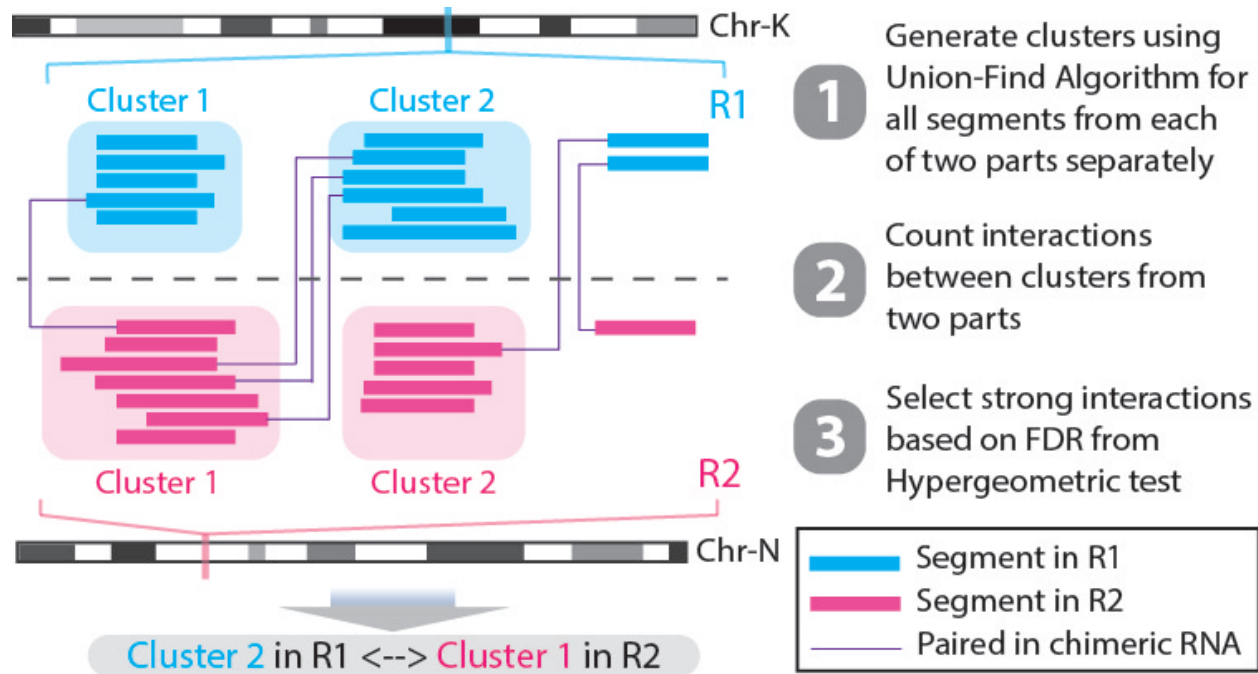 Chr-K
Cluster 1
Cluster 2
R1
Cluster 1
Cluster 2
R2
Chr-N
Cluster 2 in R1 <--> Cluster 1 in R2
1
Generate clusters using
Union-Find Algorithm for
all segments from each
of two parts separately
2
Count interactions
between clusters from
two parts
3
Select strong interactions
based on FDR from
Hypergeometric test
Segment in R1
Segment in R2
Paired in chimeric RNA